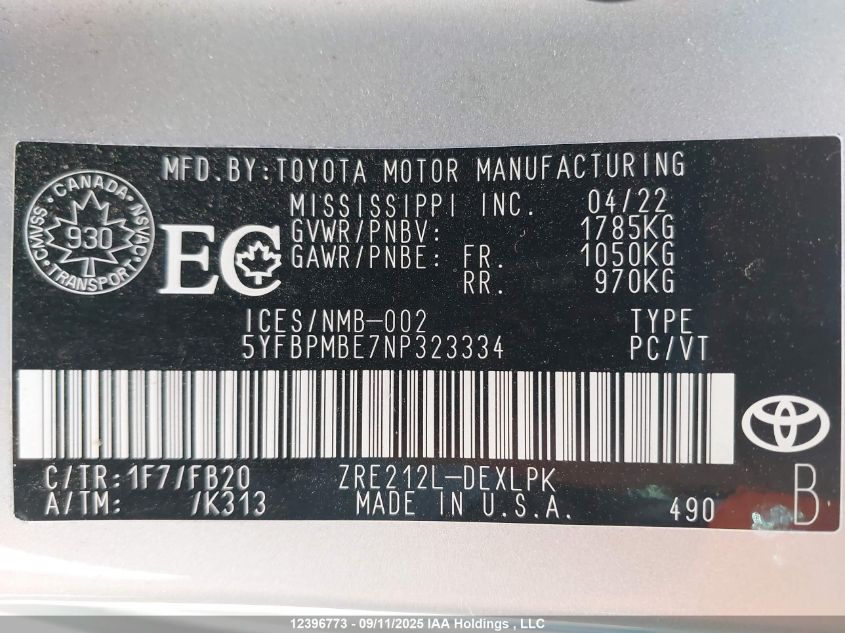 MFD.BY:TOYOTA MOTOR MANUFACTURING
MISSISSIPPI INC. 04/22
GVWR/PNBV: 1785KG
GAWR/PNBE: FR. 1050KG
RR. 970KG
CANADA
CMVSS 930 NSVAC
TRANSPORT
EC
ICES/NMB-002 TYPE
5YFBPMBE7NP323334 PC/VT
C/TR:1F7/FB20 ZRE212L-DEXLPK
A/TM: /K313 MADE IN U.S.A. 490 B
12396773 - 09/11/2025 IAA Holdings , LLC